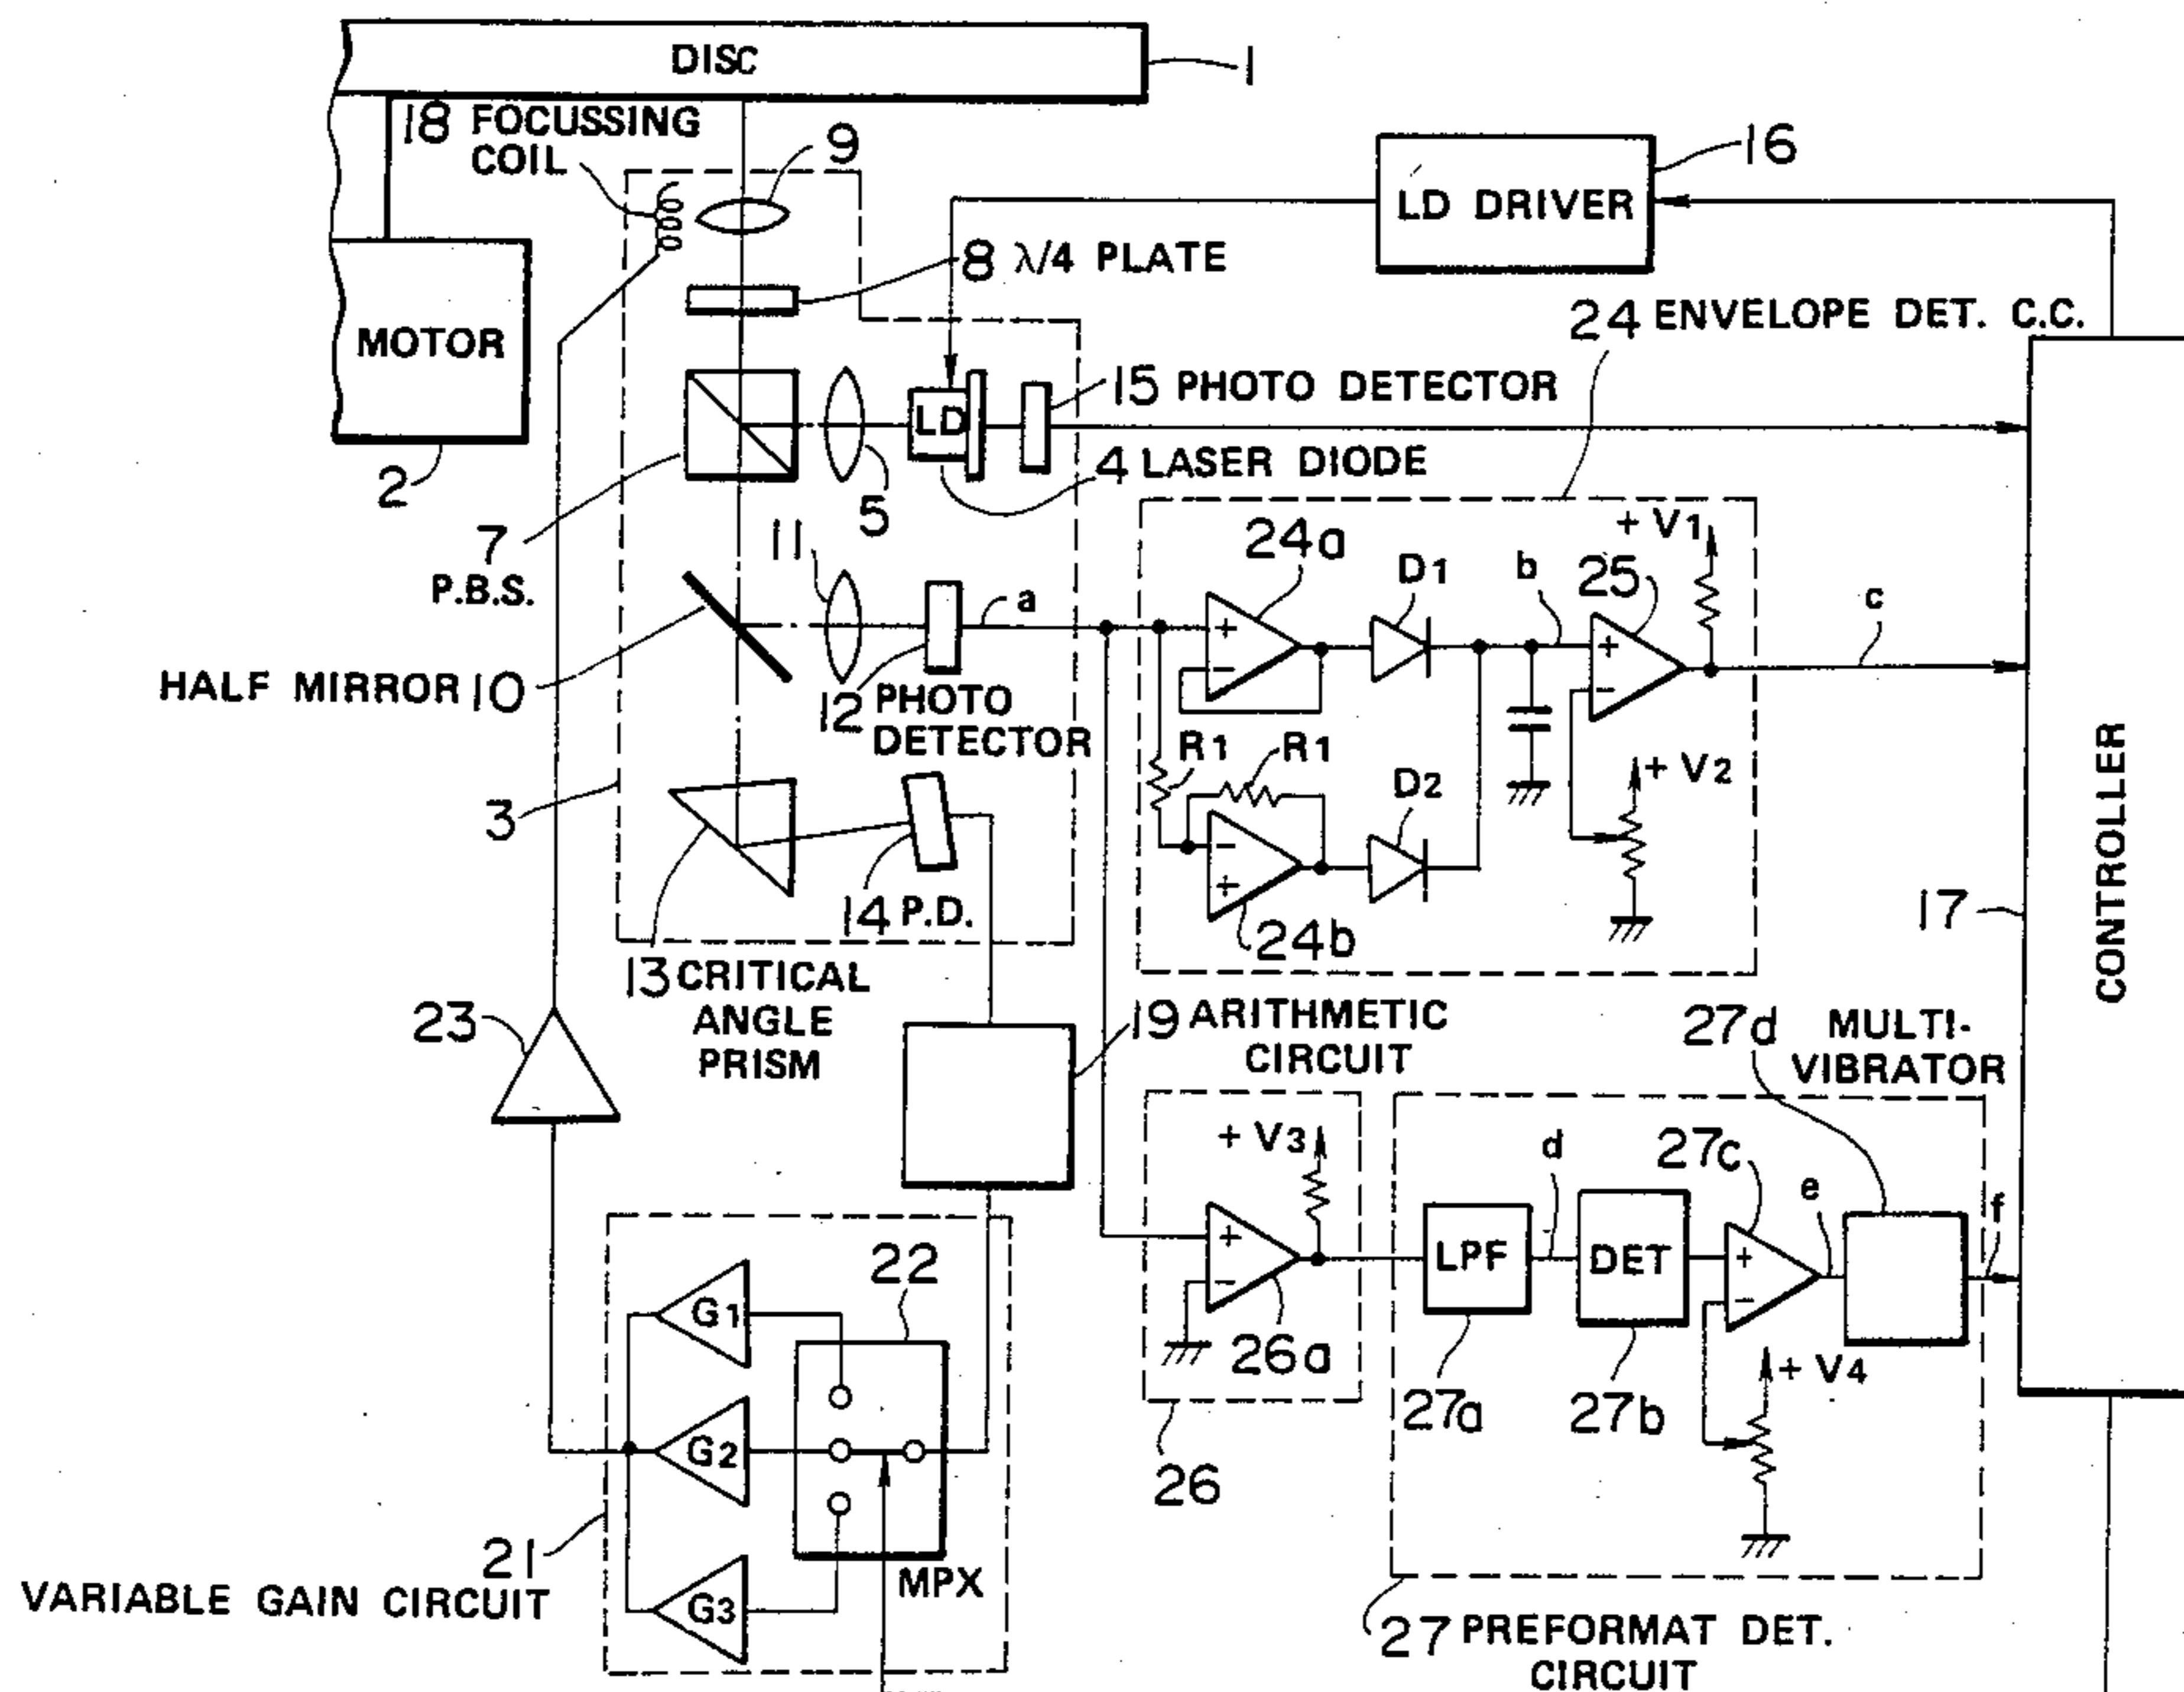 DISC
1
18 FOCUSSING
COIL
9
16
LD DRIVER
8 λ/4 PLATE
24 ENVELOPE DET. C.C.
MOTOR
15 PHOTO DETECTOR
LD
4 LASER DIODE
2
5
7
P.B.S.
11
24a
+ V1
D1
b
25
a
c
HALF MIRROR 10
12 PHOTO
DETECTOR
R1
R1
+ V2
D2
3
14 P.D.
24b
17
CONTROLLER
13 CRITICAL
ANGLE
PRISM
23
19 ARITHMETIC
CIRCUIT
27d
MULTI-
VIBRATOR
+ V3
d
27c
e
f
22
LPF
DET
G1
26a
+ V4
27a
27b
G2
26
21
VARIABLE GAIN CIRCUIT
MPX
G3
27 PREFORMAT DET.
CIRCUIT
+
-
-
+
+
-
+
-
+
-